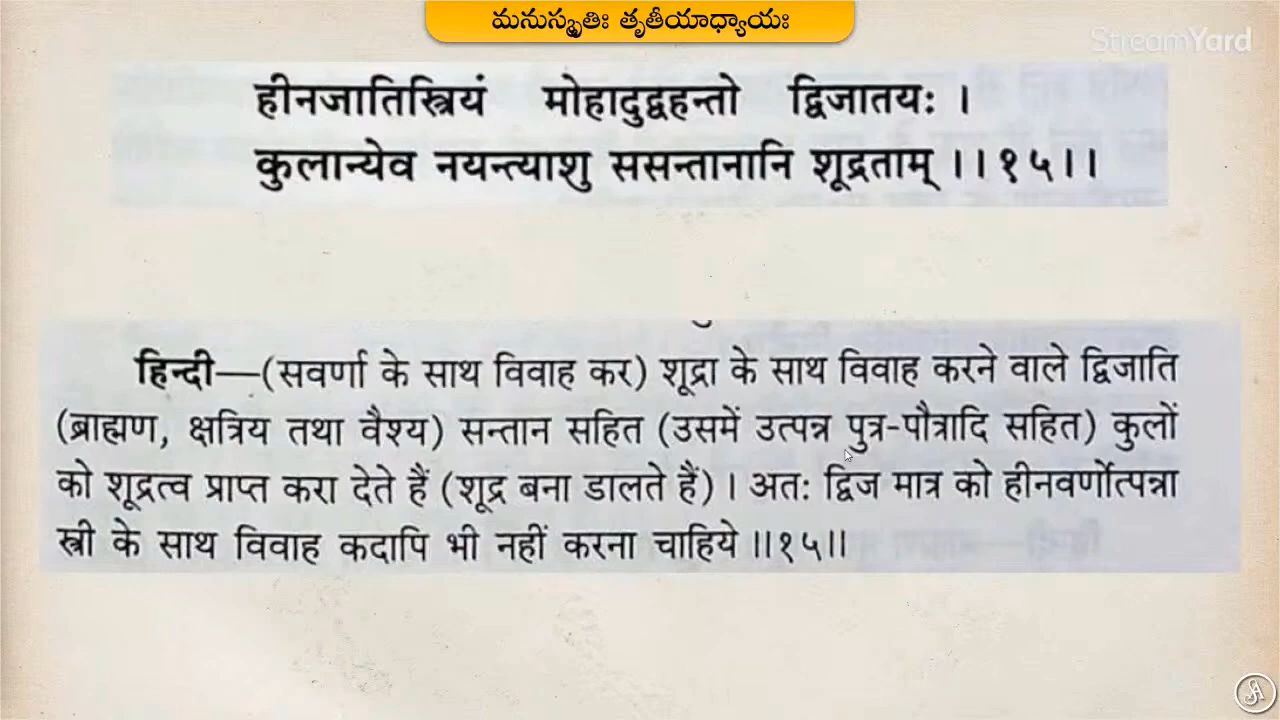 మనుస్మృతిః తృతీయాధ్యాయః
StreamYard
हीनजातिस्त्रियं मोहादुद्वहन्तो द्विजातयः ।
कुलान्येव नयन्त्याशु ससन्तानानि शूद्रताम् ।।१५।।
हिन्दी—(सवर्णा के साथ विवाह कर) शूद्रा के साथ विवाह करने वाले द्विजाति
(ब्राह्मण, क्षत्रिय तथा वैश्य) सन्तान सहित (उसमें उत्पन्न पुत्र-पौत्रादि सहित) कुलों
को शूद्रत्व प्राप्त करा देते हैं (शूद्र बना डालते हैं) । अतः द्विज मात्र को हीनवर्णोत्पन्ना
स्त्री के साथ विवाह कदापि भी नहीं करना चाहिये ॥१५॥